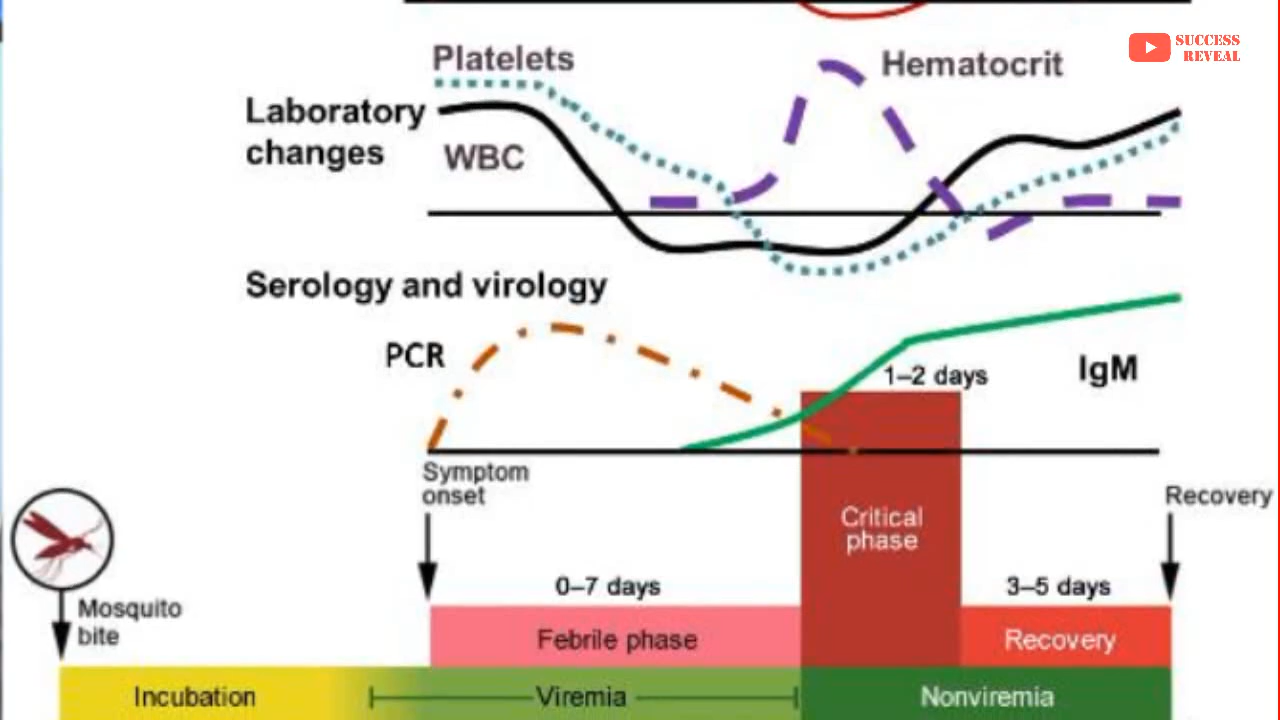 SUCCESS
REVEAL
Platelets
Hematocrit
Laboratory
changes
WBC
Serology and virology
PCR
1–2 days
IgM
Symptom
onset
Recovery
Critical
phase
0–7 days
3–5 days
Mosquito
bite
Febrile phase
Recovery
Incubation
Viremia
Nonviremia